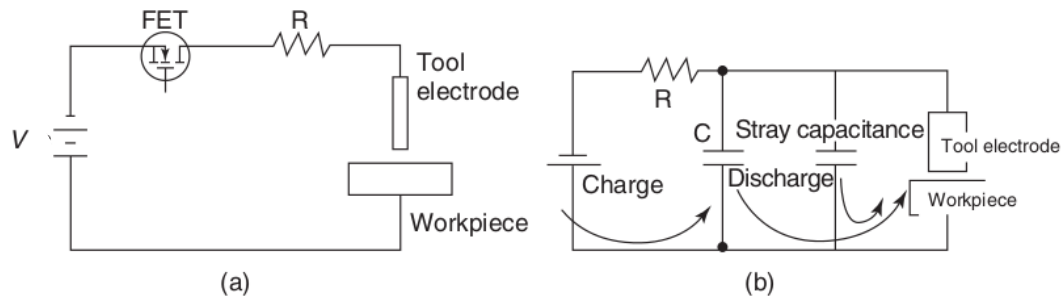 FET
R
Tool
electrode
V
Workpiece
(a)
R
C
Stray capacitance
Tool electrode
Charge
Discharge
Workpiece
(b)